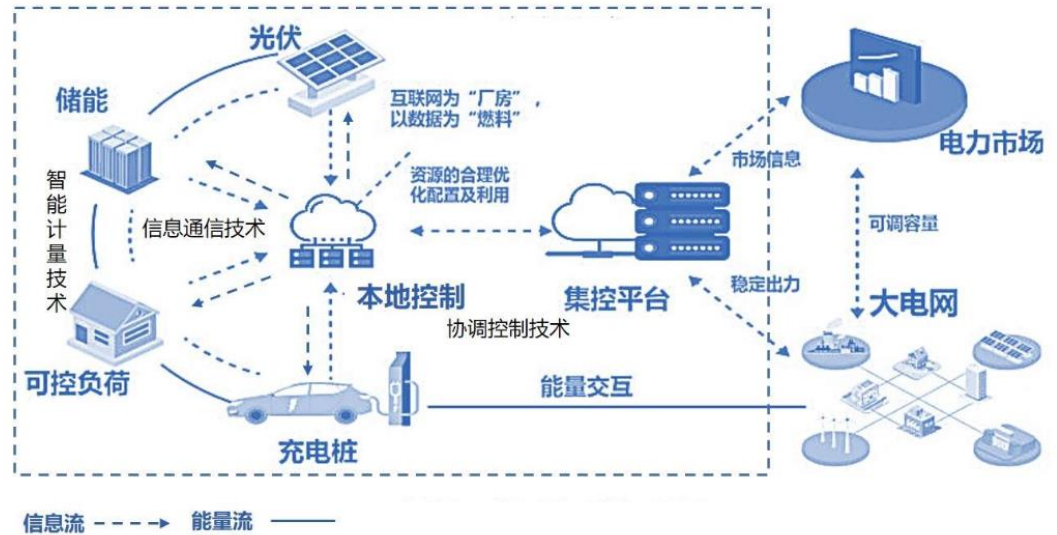 光伏
储能
互联网为“厂房”,
以数据为“燃料”
电力市场
市场信息
资源的合理优
化配置及利用
智能计量技术
信息通信技术
可调容量
稳定出力
本地控制
集控平台
大电网
协调控制技术
可控负荷
能量交互
充电桩
信息流
能量流